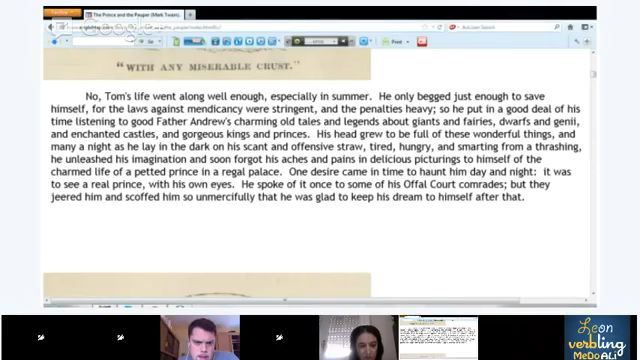 The Prince and the Pauper (Mark Twain)
Google
Print
"WITH ANY MISERABLE CRUST."
No, Tom's life went along well enough, especially in summer. He only begged just enough to save
himself, for the laws against mendicancy were stringent, and the penalties heavy; so he put in a good deal of his
time listening to good Father Andrew's charming old tales and legends about giants and fairies, dwarfs and genii,
and enchanted castles, and gorgeous kings and princes. His head grew to be full of these wonderful things, and
many a night as he lay in the dark on his scant and offensive straw, tired, hungry, and smarting from a thrashing,
he unleashed his imagination and soon forgot his aches and pains in delicious picturings to himself of the
charmed life of a petted prince in a regal palace. One desire came in time to haunt him day and night: it was
to see a real prince, with his own eyes. He spoke of it once to some of his Offal Court comrades; but they
jeered him and scoffed him so unmercifully that he was glad to keep his dream to himself after that.
Leon
verbling
MeDo ALi